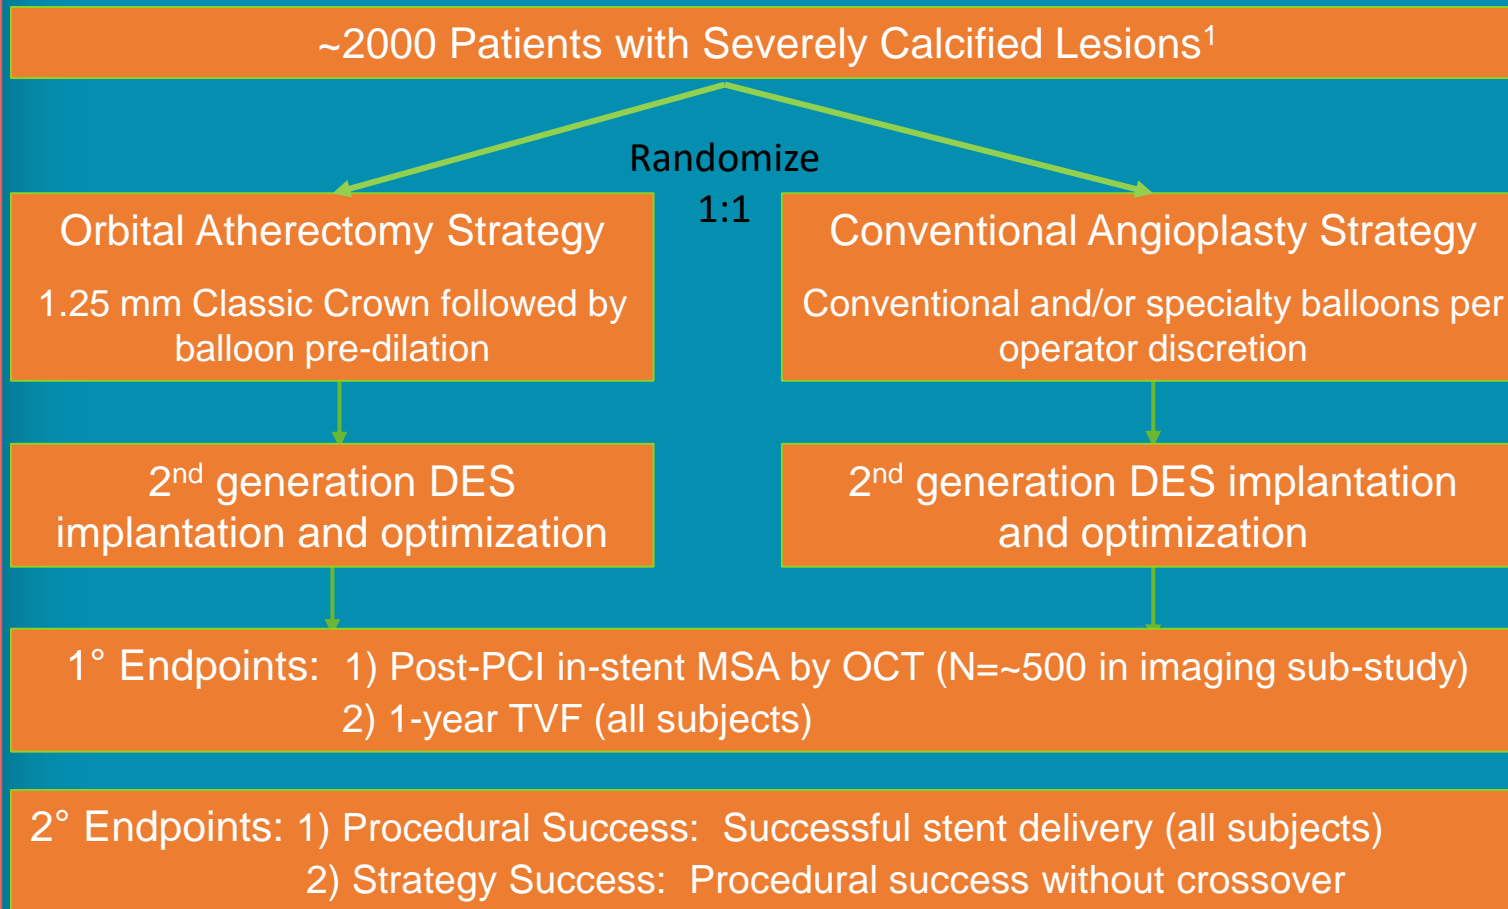 ~2000 Patients with Severely Calcified Lesions¹
Randomize
1:1
Orbital Atherectomy Strategy
1.25 mm Classic Crown followed by
balloon pre-dilation
Conventional Angioplasty Strategy
Conventional and/or specialty balloons per
operator discretion
2ⁿᵈ generation DES
implantation and optimization
2ⁿᵈ generation DES implantation
and optimization
1° Endpoints: 1) Post-PCI in-stent MSA by OCT (N=~500 in imaging sub-study)
2) 1-year TVF (all subjects)
2° Endpoints: 1) Procedural Success: Successful stent delivery (all subjects)
2) Strategy Success: Procedural success without crossover